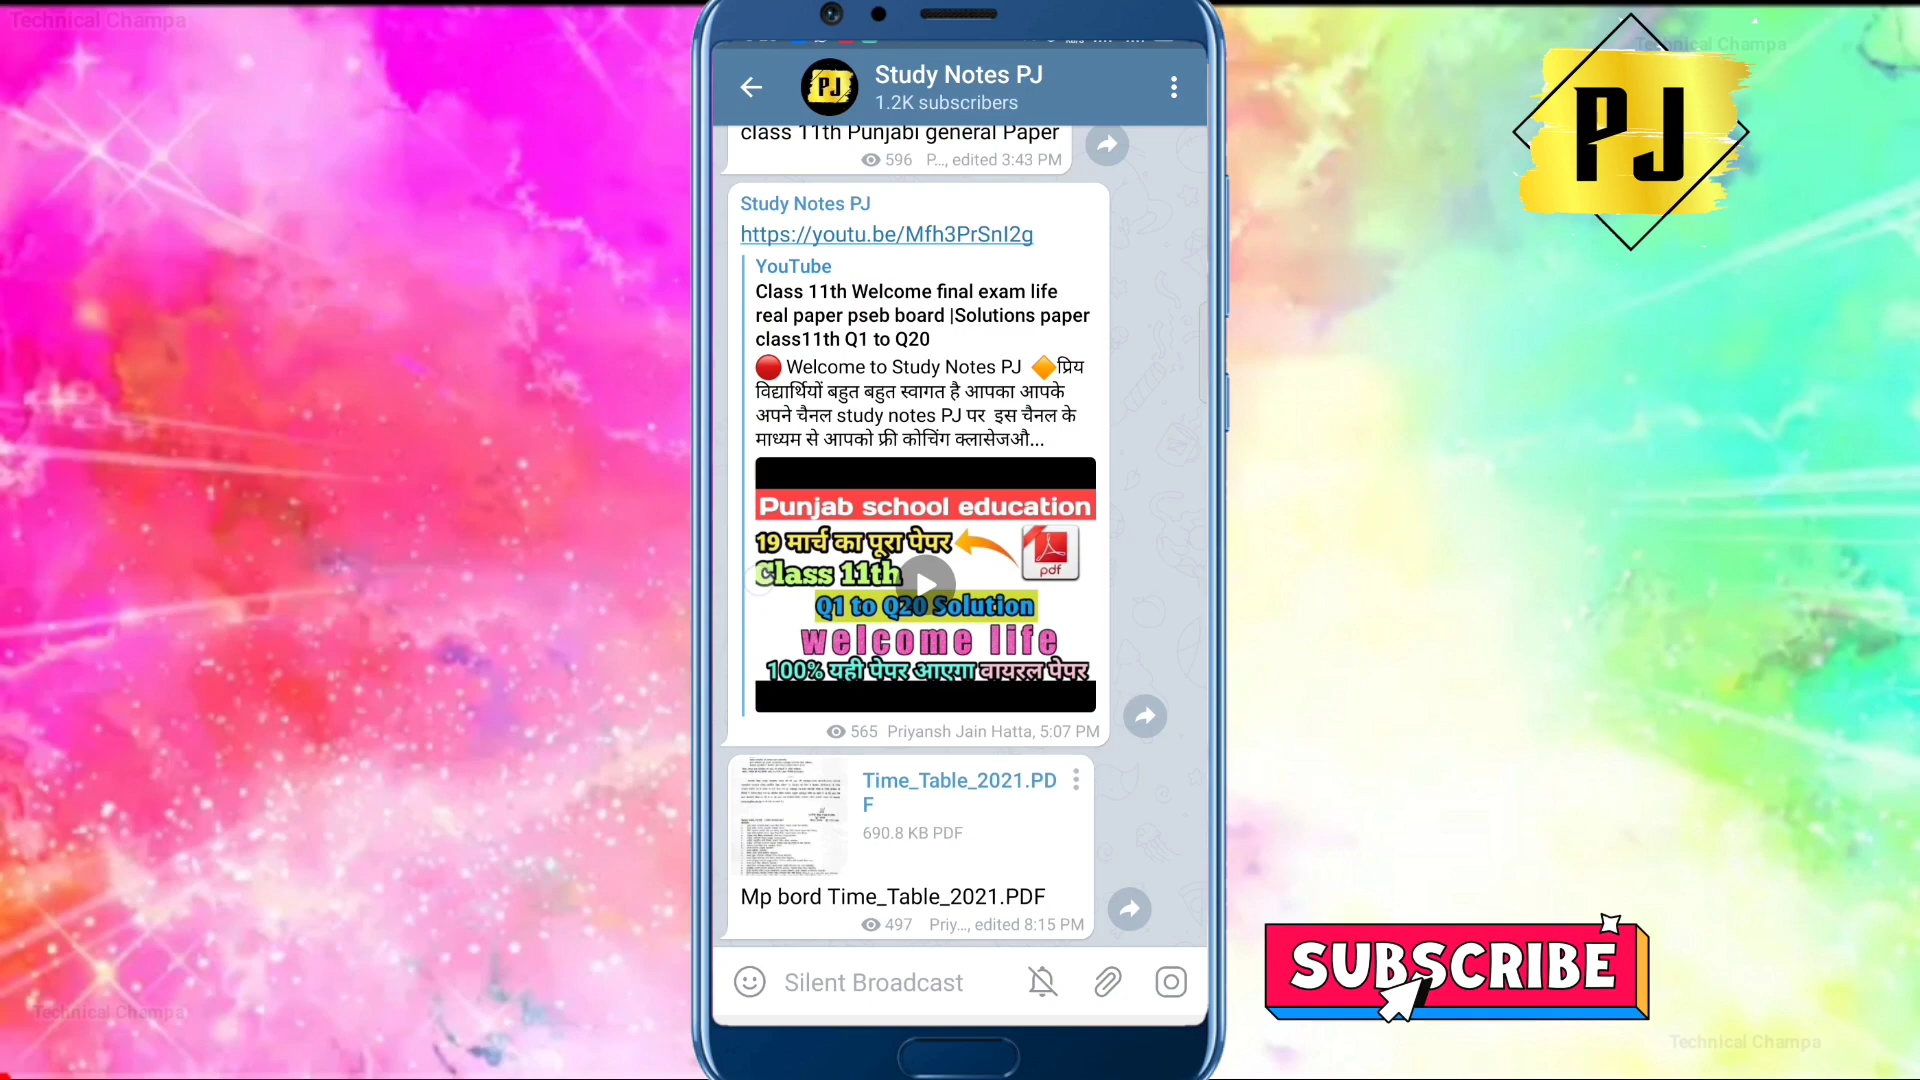 Technical Champa
Technical Champa
PJ
PJ
Study Notes PJ
1.2K subscribers
class 11th Punjabi general Paper
596 P..., edited 3:43 PM
Study Notes PJ
https://youtu.be/Mfh3PrSnI2g
YouTube
Class 11th Welcome final exam life
real paper pseb board |Solutions paper
class11th Q1 to Q20
🔴 Welcome to Study Notes PJ 🔶प्रिय
विद्यार्थियों बहुत बहुत स्वागत है आपका आपके
अपने चैनल study notes PJ पर इस चैनल के
माध्यम से आपको फ्री कोचिंग क्लासेजऔ...
Punjab school education
19 मार्च का पूरा पेपर
pdf
Class 11th
Q1 to Q20 Solution
welcome life
100% यही पेपर आएगा वायरल पेपर
565 Priyansh Jain Hatta, 5:07 PM
Time_Table_2021.PD
F
690.8 KB PDF
Mp bord Time_Table_2021.PDF
497 Priy..., edited 8:15 PM
Silent Broadcast
SUBSCRIBE
Technical Champa
Technical Champa